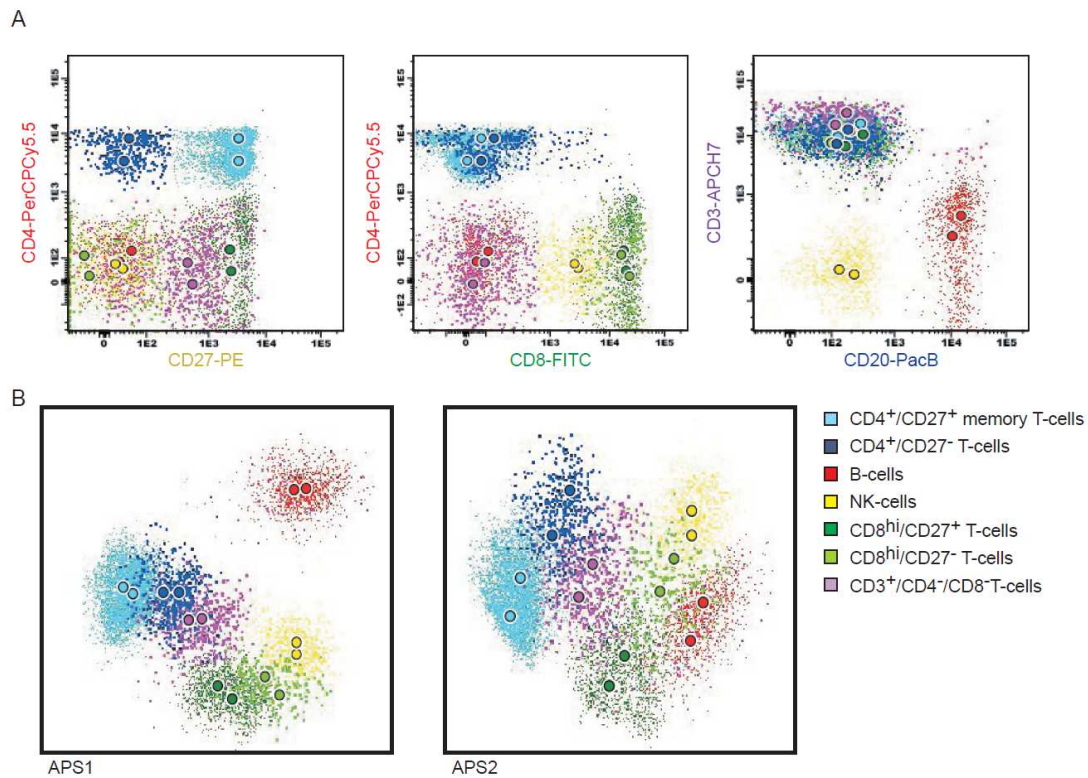 A
1E5
1E4
1E3
1E2
0
0
1E2
1E3
1E4
1E5
CD4-PerCPCy5.5
CD27-PE
1E5
1E4
1E3
1E2
0
-1E2
0
1E3
1E4
1E5
CD4-PerCPCy5.5
CD8-FITC
1E5
1E4
1E3
1E2
0
0
1E2
1E3
1E4
1E5
CD3-APCH7
CD20-PacB
B
APS1
APS2
CD4+/CD27+ memory T-cells
CD4+/CD27- T-cells
B-cells
NK-cells
CD8hi/CD27+ T-cells
CD8hi/CD27- T-cells
CD3+/CD4-/CD8-T-cells